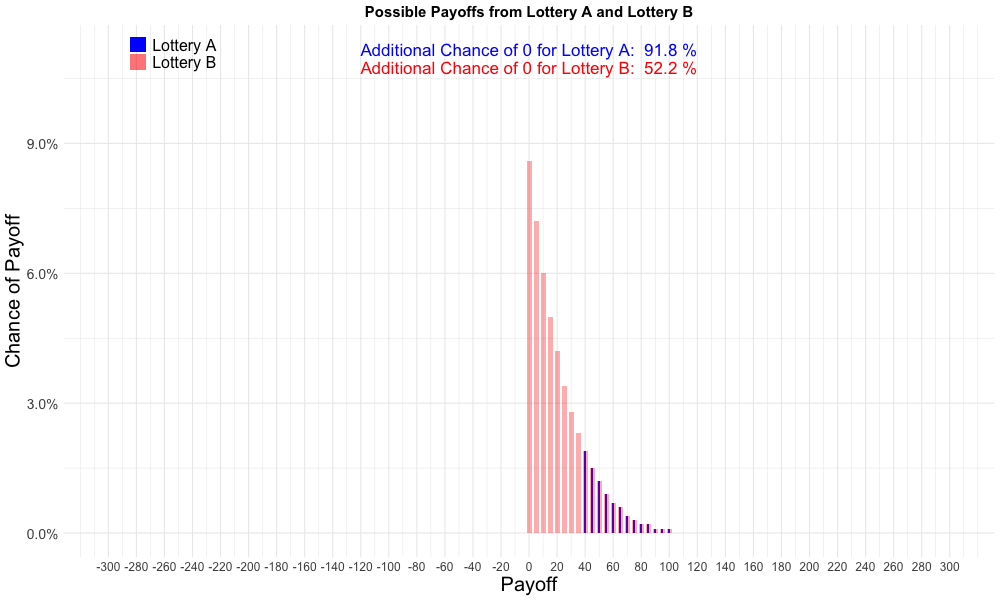 Possible Payoffs from Lottery A and Lottery B
Lottery A
Lottery B
Additional Chance of 0 for Lottery A: 91.8 %
Additional Chance of 0 for Lottery B: 52.2 %
Chance of Payoff
9.0%
6.0%
3.0%
0.0%
-300 -280 -260 -240 -220 -200 -180 -160 -140 -120 -100 -80 -60 -40 -20 0 20 40 60 80 100 120 140 160 180 200 220 240 260 280 300
Payoff